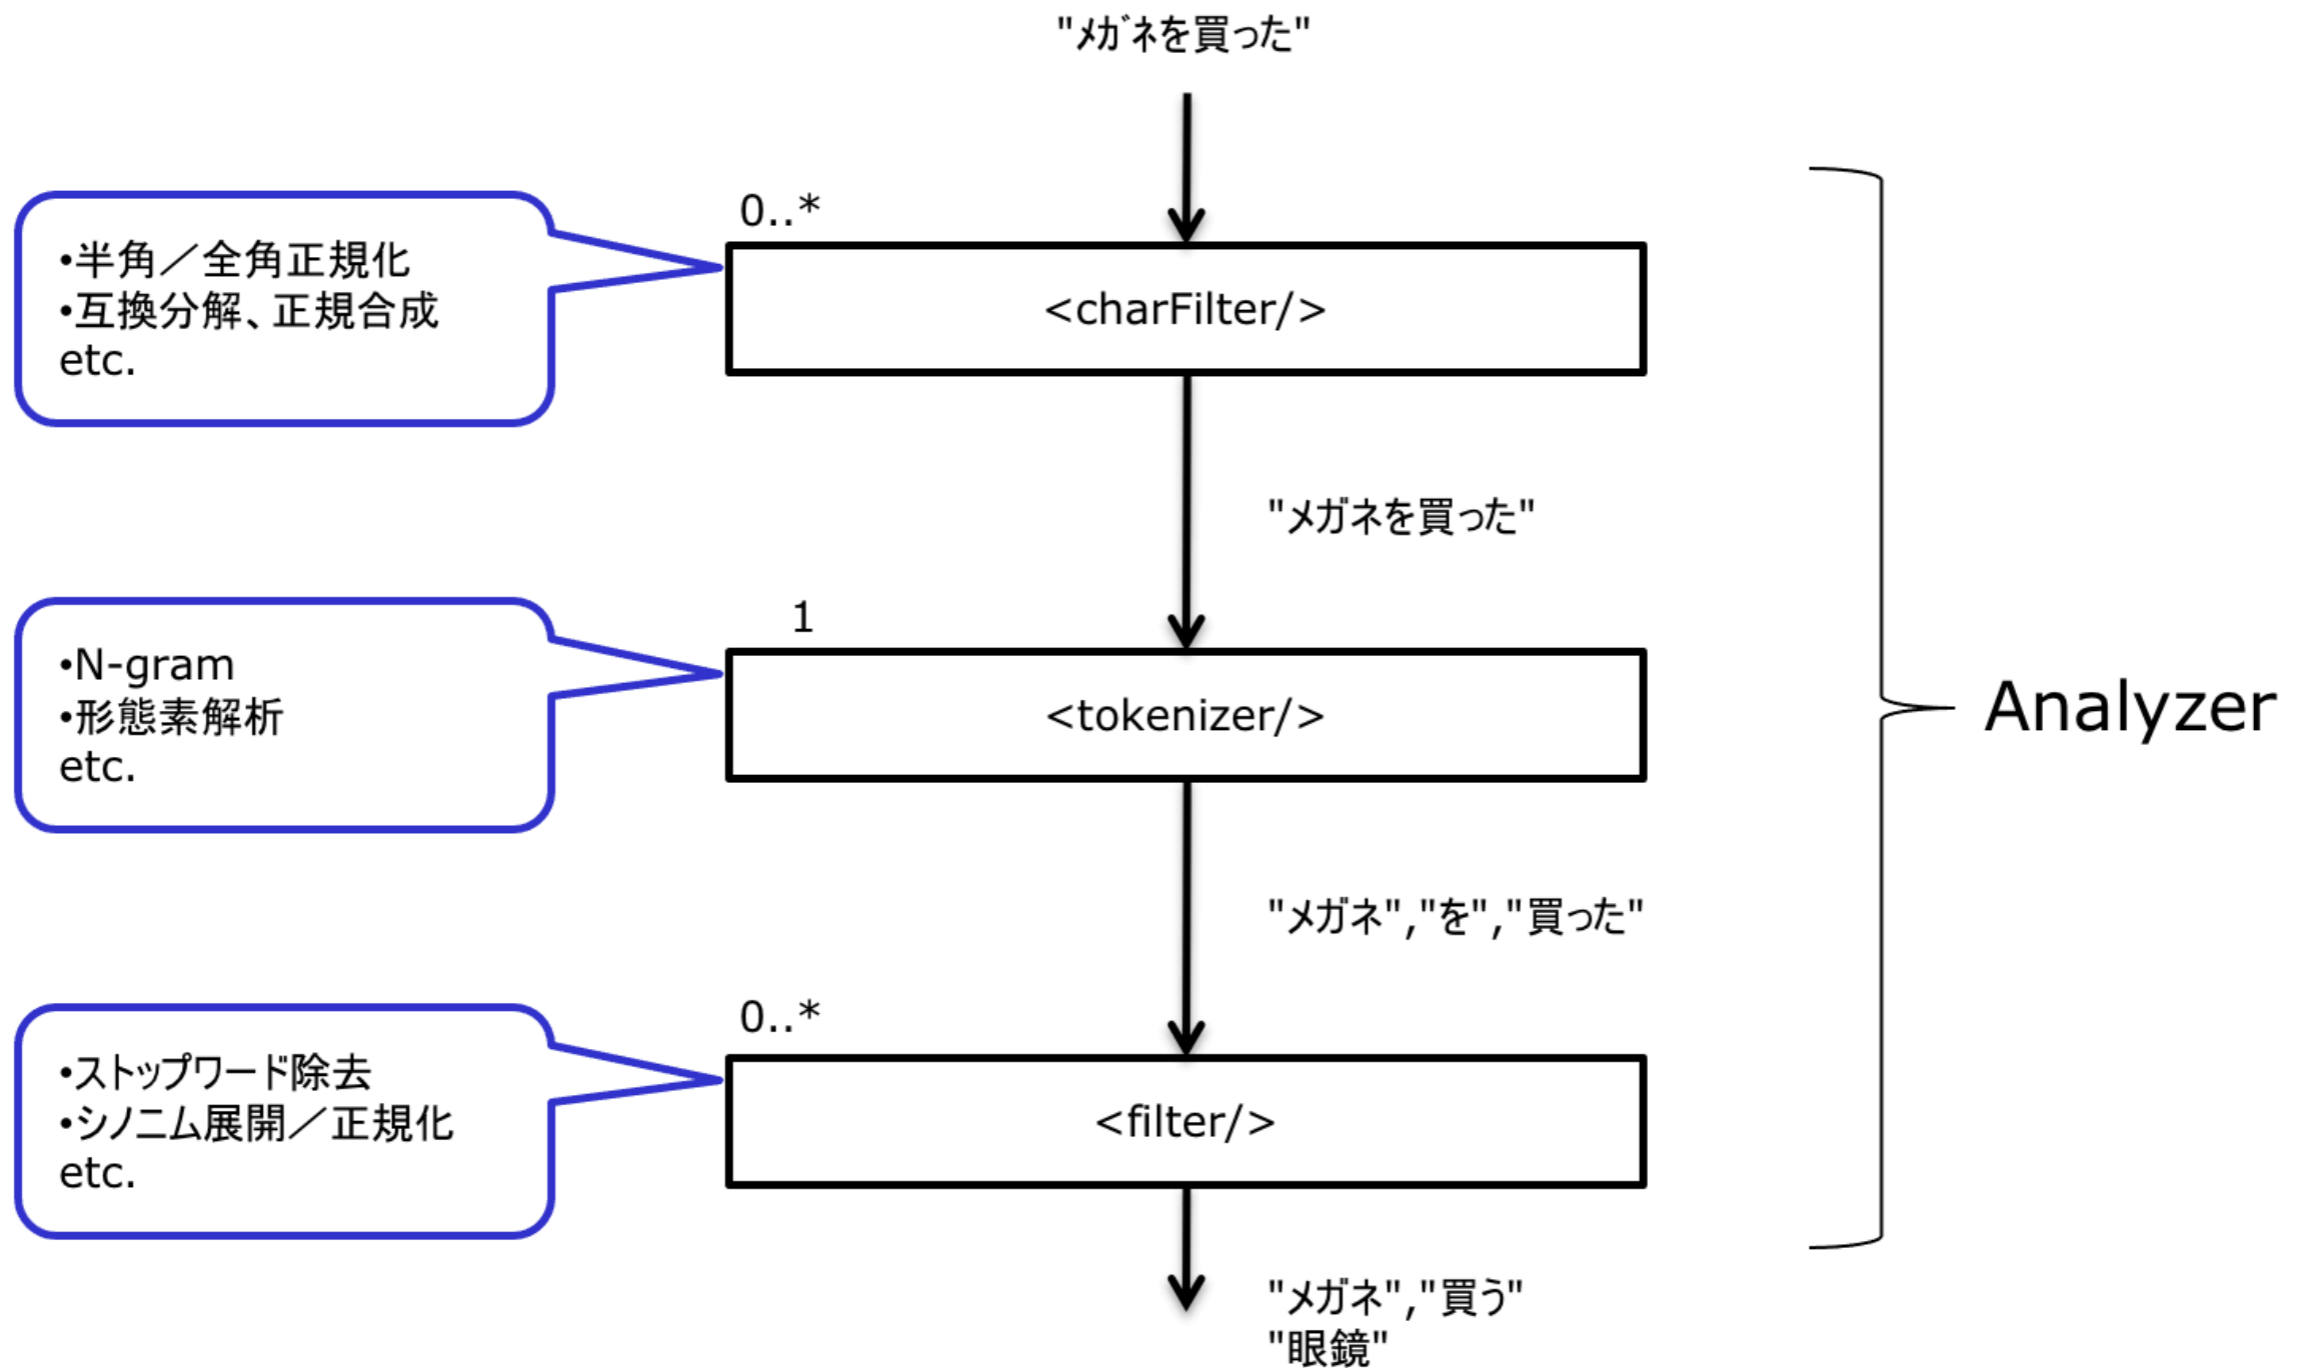 "ﾒｶﾞﾈを買った"
0..*
•半角／全角正規化
•互換分解、正規合成
etc.
<charFilter/>
"メガネを買った"
1
•N-gram
•形態素解析
etc.
<tokenizer/>
Analyzer
"メガネ","を","買った"
0..*
•ストップワード除去
•シノニム展開／正規化
etc.
<filter/>
"メガネ","買う"
"眼鏡"